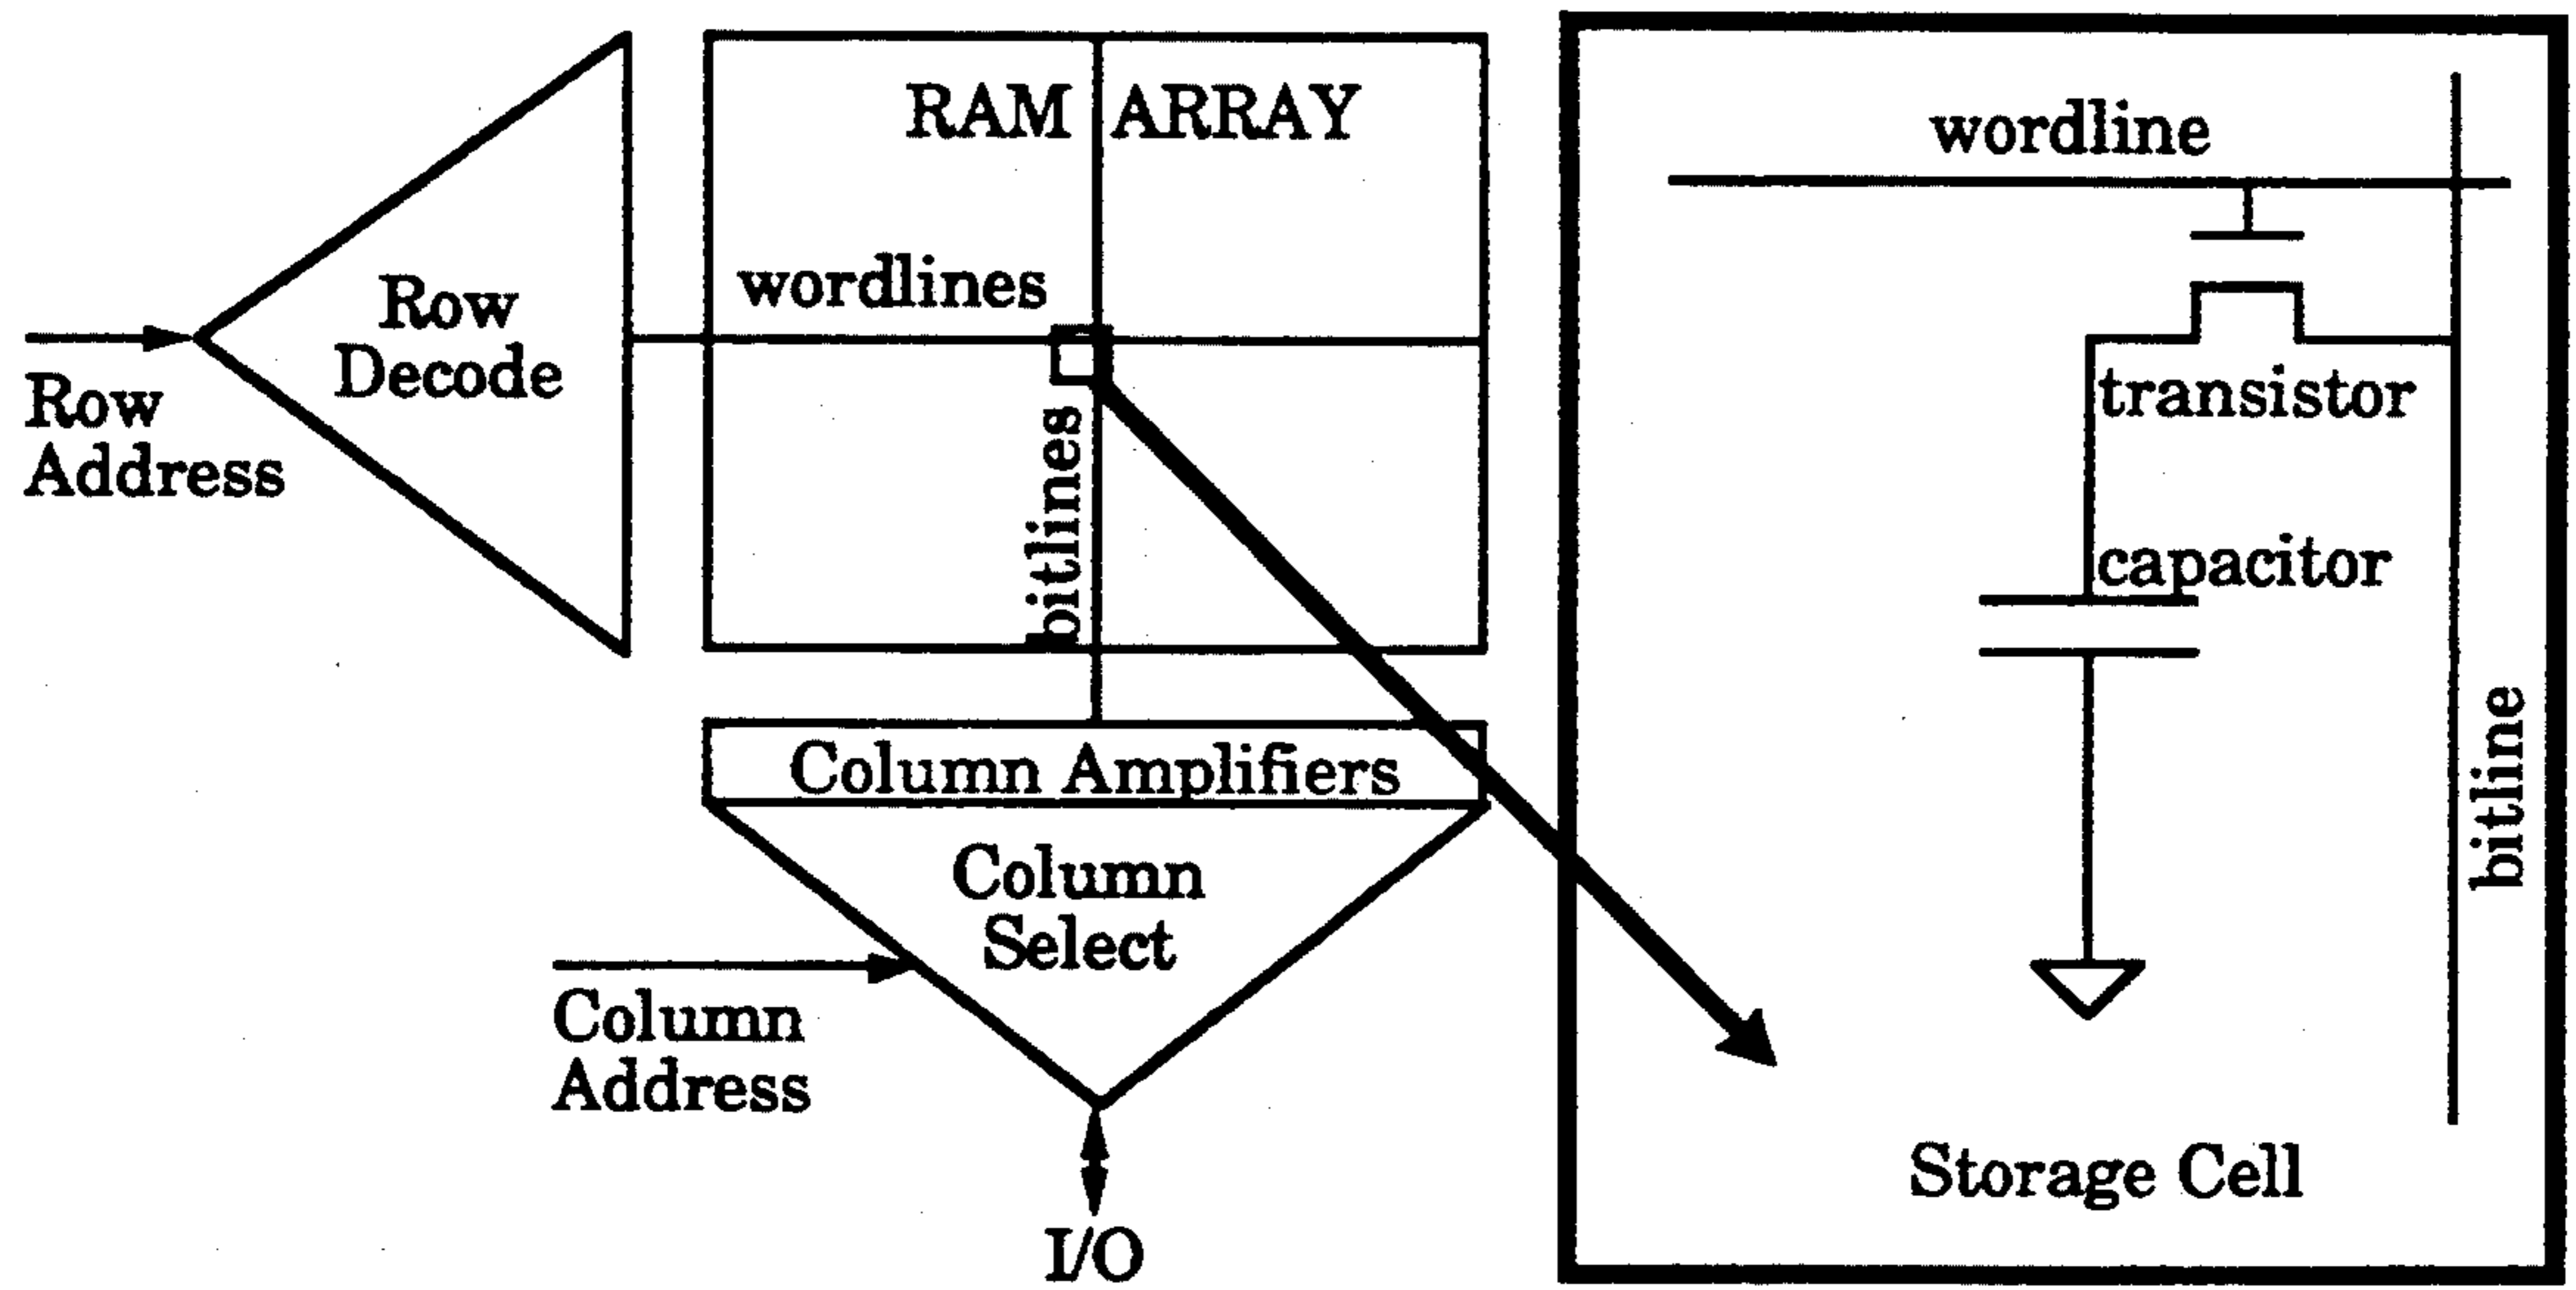 RAM ARRAY
wordlines
Row
Decode
Row
Address
bitlines
Column Amplifiers
Column
Select
Column
Address
I/O
wordline
transistor
capacitor
bitline
Storage Cell